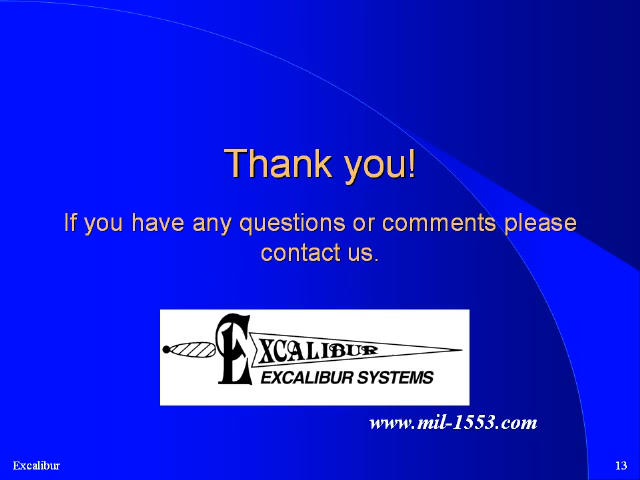 Thank you!
If you have any questions or comments please
contact us.
EXCALIBUR
EXCALIBUR SYSTEMS
www.mil-1553.com
Excalibur
13